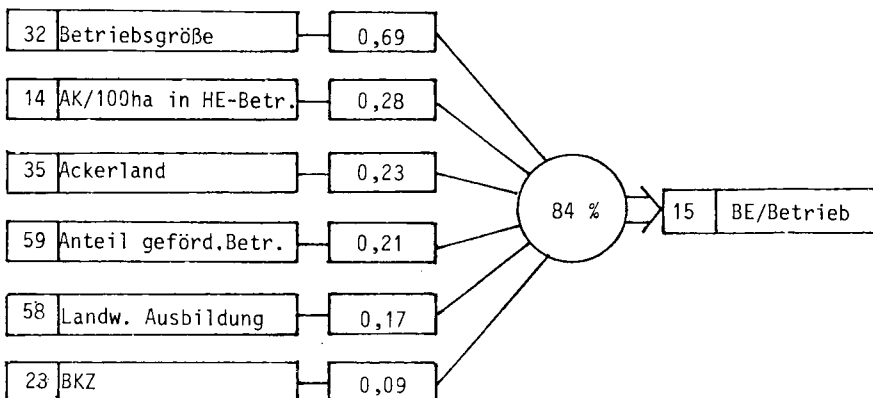 32 Betriebsgröße 0,69
14 AK/100ha in HE-Betr. 0,28
35 Ackerland 0,23
84 % 15 BE/Betrieb
59 Anteil geförd.Betr. 0,21
58 Landw. Ausbildung 0,17
23 BKZ 0,09